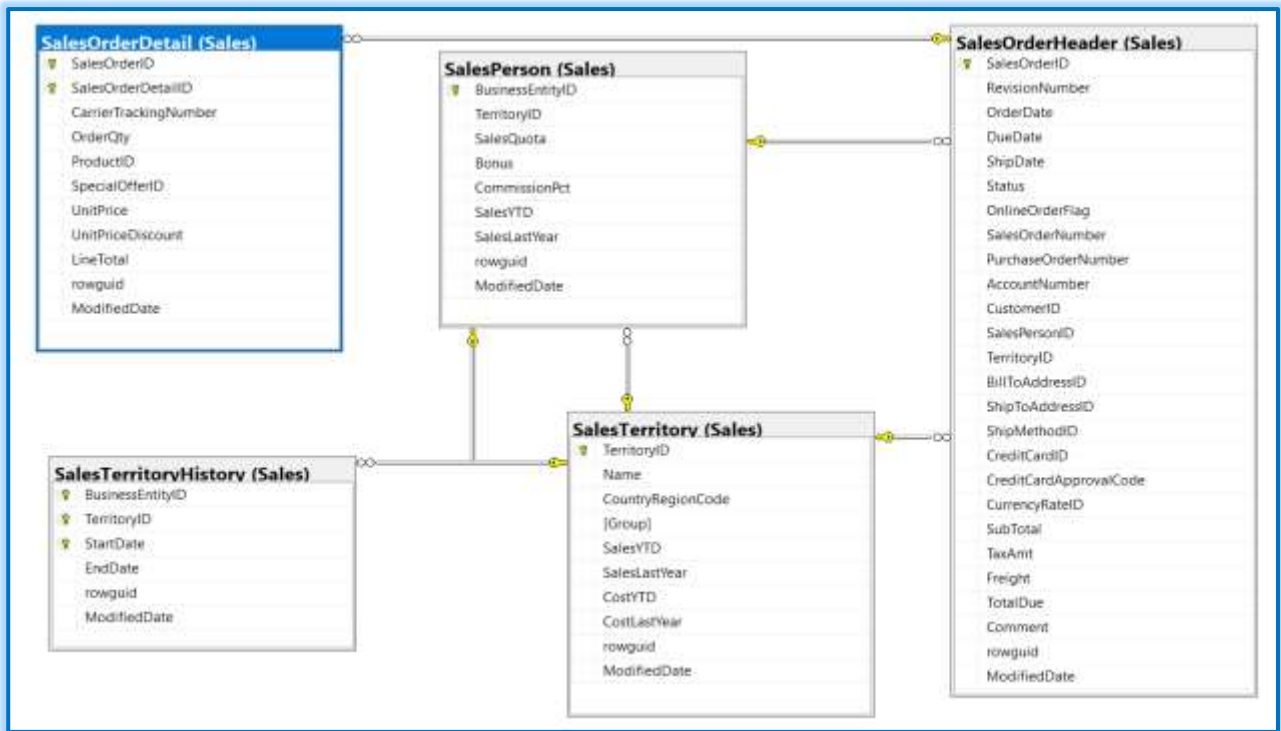 SalesOrderDetail (Sales)
SalesOrderID
SalesOrderDetailID
CarrierTrackingNumber
OrderQty
ProductID
SpecialOfferID
UnitPrice
UnitPriceDiscount
LineTotal
rowguid
ModifiedDate
SalesPerson (Sales)
BusinessEntityID
TerritoryID
SalesQuota
Bonus
CommissionPct
SalesYTD
SalesLastYear
rowguid
ModifiedDate
SalesOrderHeader (Sales)
SalesOrderID
RevisionNumber
OrderDate
DueDate
ShipDate
Status
OnlineOrderFlag
SalesOrderNumber
PurchaseOrderNumber
AccountNumber
CustomerID
SalesPersonID
TerritoryID
BillToAddressID
ShipToAddressID
ShipMethodID
CreditCardID
CreditCardApprovalCode
CurrencyRateID
SubTotal
TaxAmt
Freight
TotalDue
Comment
rowguid
ModifiedDate
SalesTerritoryHistory (Sales)
BusinessEntityID
TerritoryID
StartDate
EndDate
rowguid
ModifiedDate
SalesTerritory (Sales)
TerritoryID
Name
CountryRegionCode
[Group]
SalesYTD
SalesLastYear
CostYTD
CostLastYear
rowguid
ModifiedDate